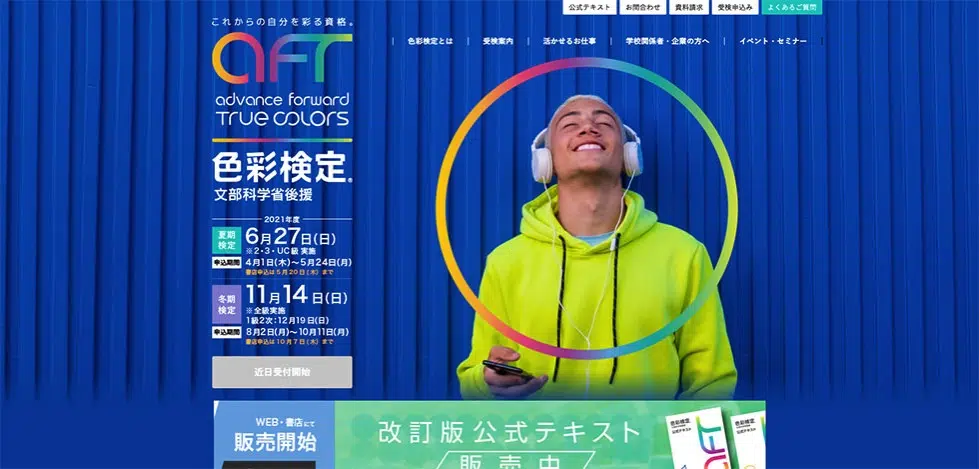 公式テキスト
お問合わせ
資料請求
受検申込み
よくあるご質問
これからの自分を彩る資格。
色彩検定とは
受検案内
活かせるお仕事
学校関係者・企業の方へ
イベント・セミナー
aFT
advance forward
True colors
色彩検定®
文部科学省後援
2021年度
夏期検定
6月27日(日)
※2・3・UC級 実施
申込期間 4月1日(木)~5月24日(月)
書店申込は5月20日(木)まで
冬期検定
11月14日(日)
※全級実施
1級2次:12月19日(日)
申込期間 8月2日(月)~10月11日(月)
書店申込は10月7日(木)まで
近日受付開始
WEB・書店にて
販売開始
改訂版公式テキスト
販売中
色彩検定
公式テキスト
色彩検定
公式テキスト